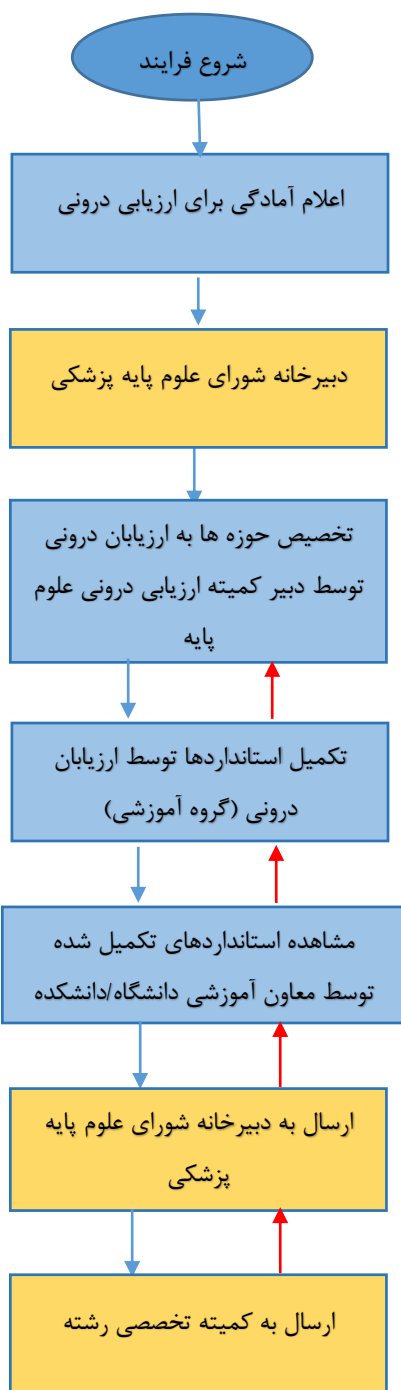 شروع فرایند
اعلام آمادگی برای ارزیابی درونی
دبیرخانه شورای علوم پایه پزشکی
تخصیص حوزه ها به ارزیابان درونی
توسط دبیر کمیته ارزیابی درونی علوم
پایه
تکمیل استانداردها توسط ارزیابان
درونی (گروه آموزشی)
مشاهده استانداردهای تکمیل شده
توسط معاون آموزشی دانشگاه/دانشکده
ارسال به دبیرخانه شورای علوم پایه
پزشکی
ارسال به کمیته تخصصی رشته